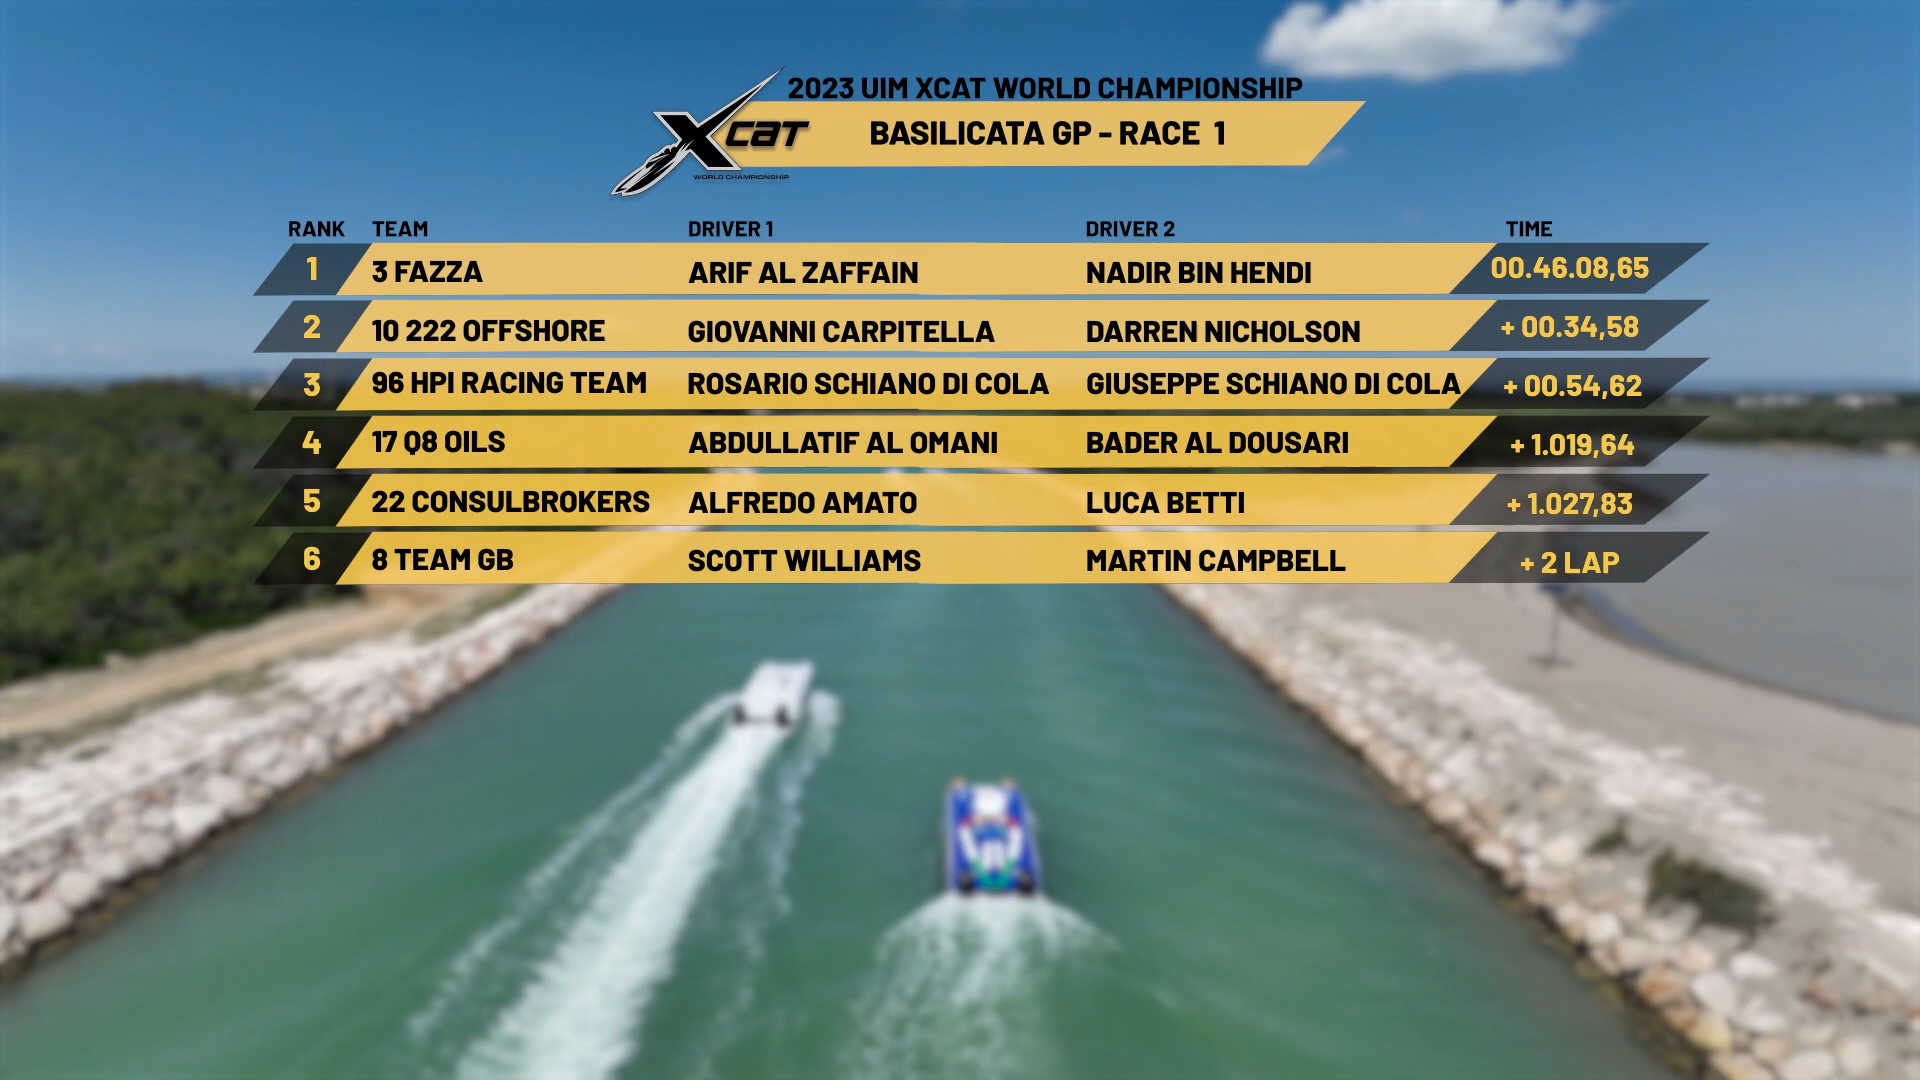 2023 UIM XCAT WORLD CHAMPIONSHIP
Xcat BASILICATA GP - RACE 1
WORLD CHAMPIONSHIP
RANK TEAM DRIVER 1 DRIVER 2 TIME
1 3 FAZZA ARIF AL ZAFFAIN NADIR BIN HENDI 00.46.08,65
2 10 222 OFFSHORE GIOVANNI CARPITELLA DARREN NICHOLSON + 00.34,58
3 96 HPI RACING TEAM ROSARIO SCHIANO DI COLA GIUSEPPE SCHIANO DI COLA + 00.54,62
4 17 Q8 OILS ABDULLATIF AL OMANI BADER AL DOUSARI + 1.019,64
5 22 CONSULBROKERS ALFREDO AMATO LUCA BETTI + 1.027,83
6 8 TEAM GB SCOTT WILLIAMS MARTIN CAMPBELL + 2 LAP